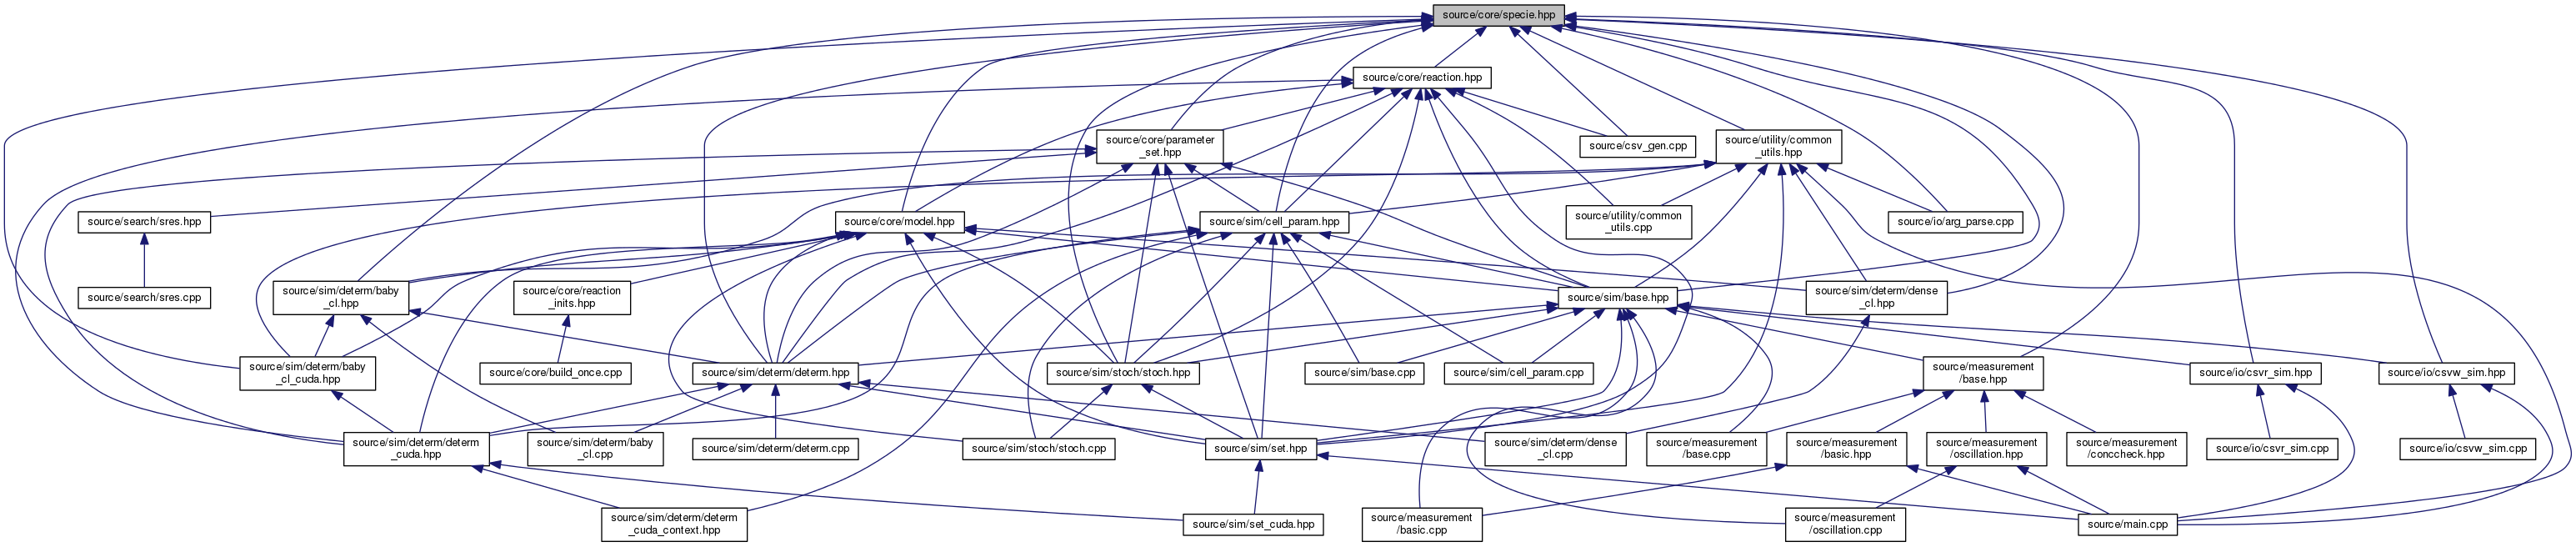 source/core/specie.hpp
source/core/reaction.hpp
source/core/parameter
_set.hpp
source/csv_gen.cpp
source/utility/common
_utils.hpp
source/search/sres.hpp
source/core/model.hpp
source/sim/cell_param.hpp
source/utility/common
_utils.cpp
source/io/arg_parse.cpp
source/search/sres.cpp
source/sim/determ/baby
_cl.hpp
source/core/reaction
_inits.hpp
source/sim/base.hpp
source/sim/determ/dense
_cl.hpp
source/sim/determ/baby
_cl_cuda.hpp
source/core/build_once.cpp
source/sim/determ/determ.hpp
source/sim/stoch/stoch.hpp
source/sim/base.cpp
source/sim/cell_param.cpp
source/measurement
/base.hpp
source/io/csvr_sim.hpp
source/io/csvw_sim.hpp
source/sim/determ/determ
_cuda.hpp
source/sim/determ/baby
_cl.cpp
source/sim/determ/determ.cpp
source/sim/stoch/stoch.cpp
source/sim/set.hpp
source/sim/determ/dense
_cl.cpp
source/measurement
/base.cpp
source/measurement
/basic.hpp
source/measurement
/oscillation.hpp
source/measurement
/conccheck.hpp
source/io/csvr_sim.cpp
source/io/csvw_sim.cpp
source/sim/determ/determ
_cuda_context.hpp
source/sim/set_cuda.hpp
source/measurement
/basic.cpp
source/measurement
/oscillation.cpp
source/main.cpp